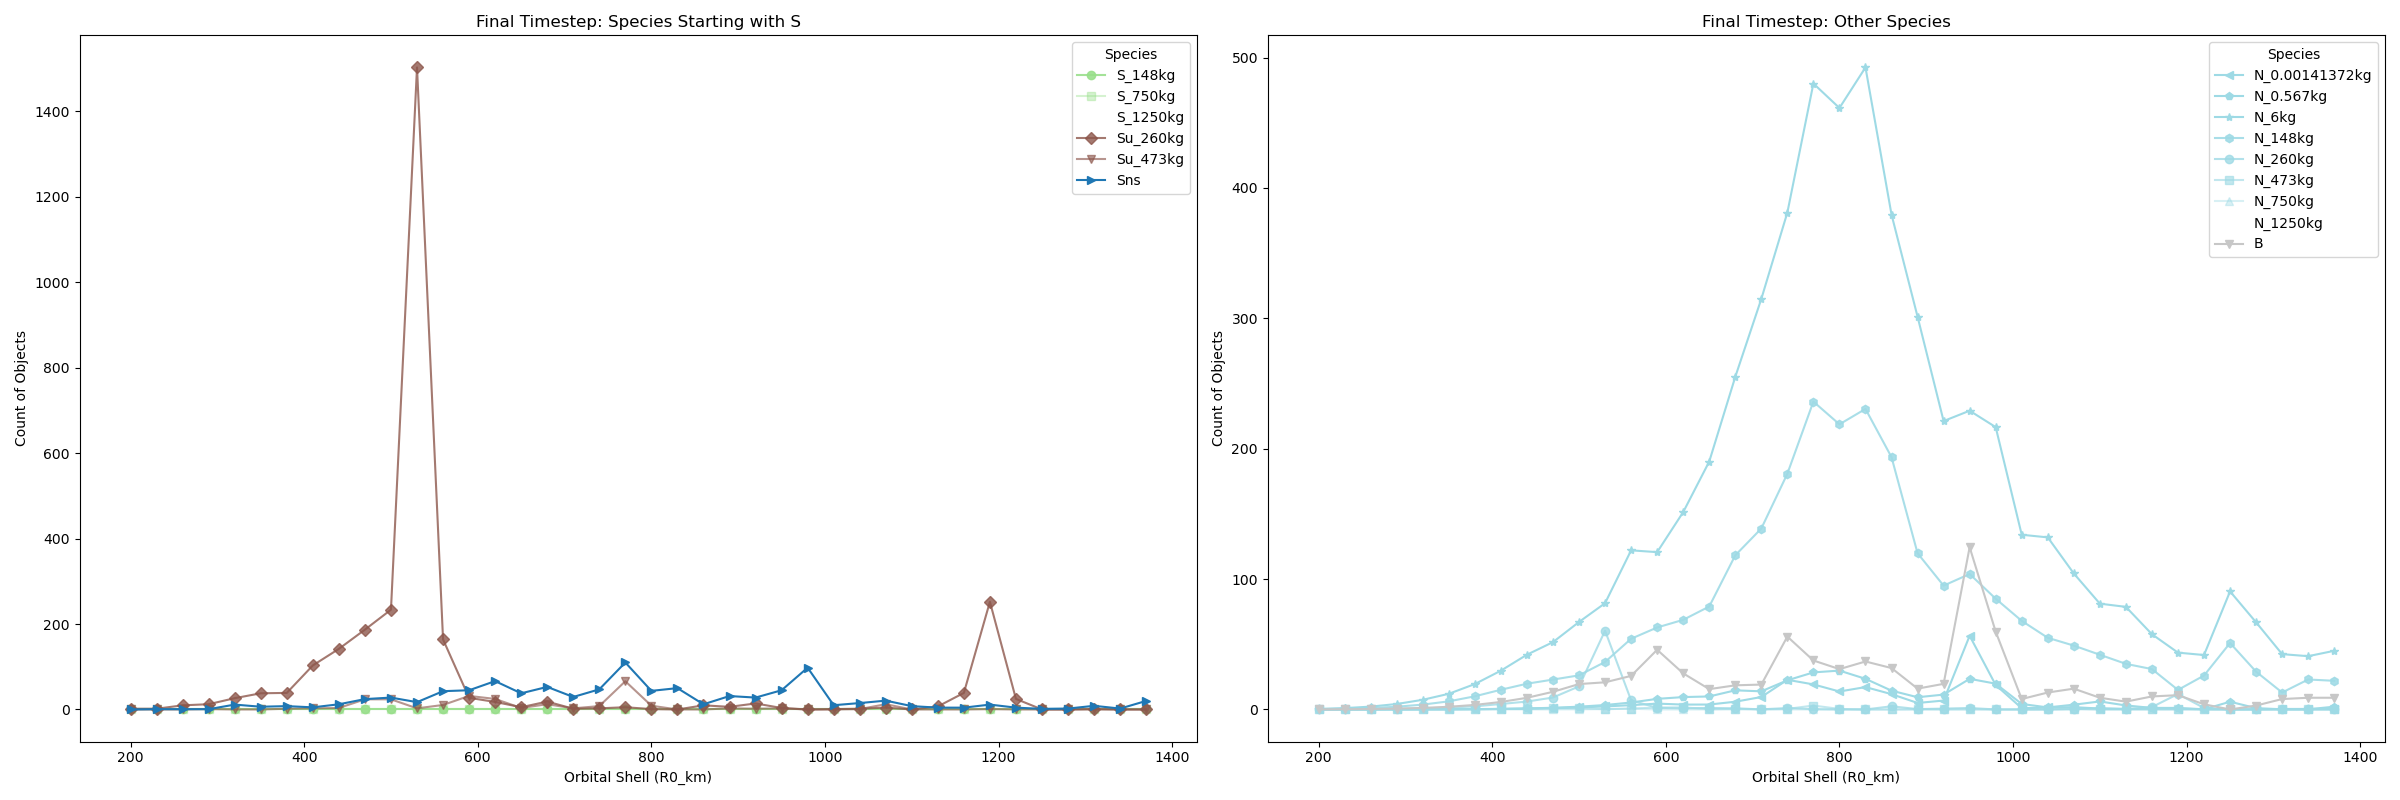 Final Timestep: Species Starting with S
Count of Objects
1400
1200
1000
800
600
400
200
0
200
400
600
800
1000
1200
1400
Orbital Shell (R0_km)
Species
S_148kg
S_750kg
S_1250kg
Su_260kg
Su_473kg
Sns
Final Timestep: Other Species
Count of Objects
500
400
300
200
100
0
200
400
600
800
1000
1200
1400
Orbital Shell (R0_km)
Species
N_0.00141372kg
N_0.567kg
N_6kg
N_148kg
N_260kg
N_473kg
N_750kg
N_1250kg
B